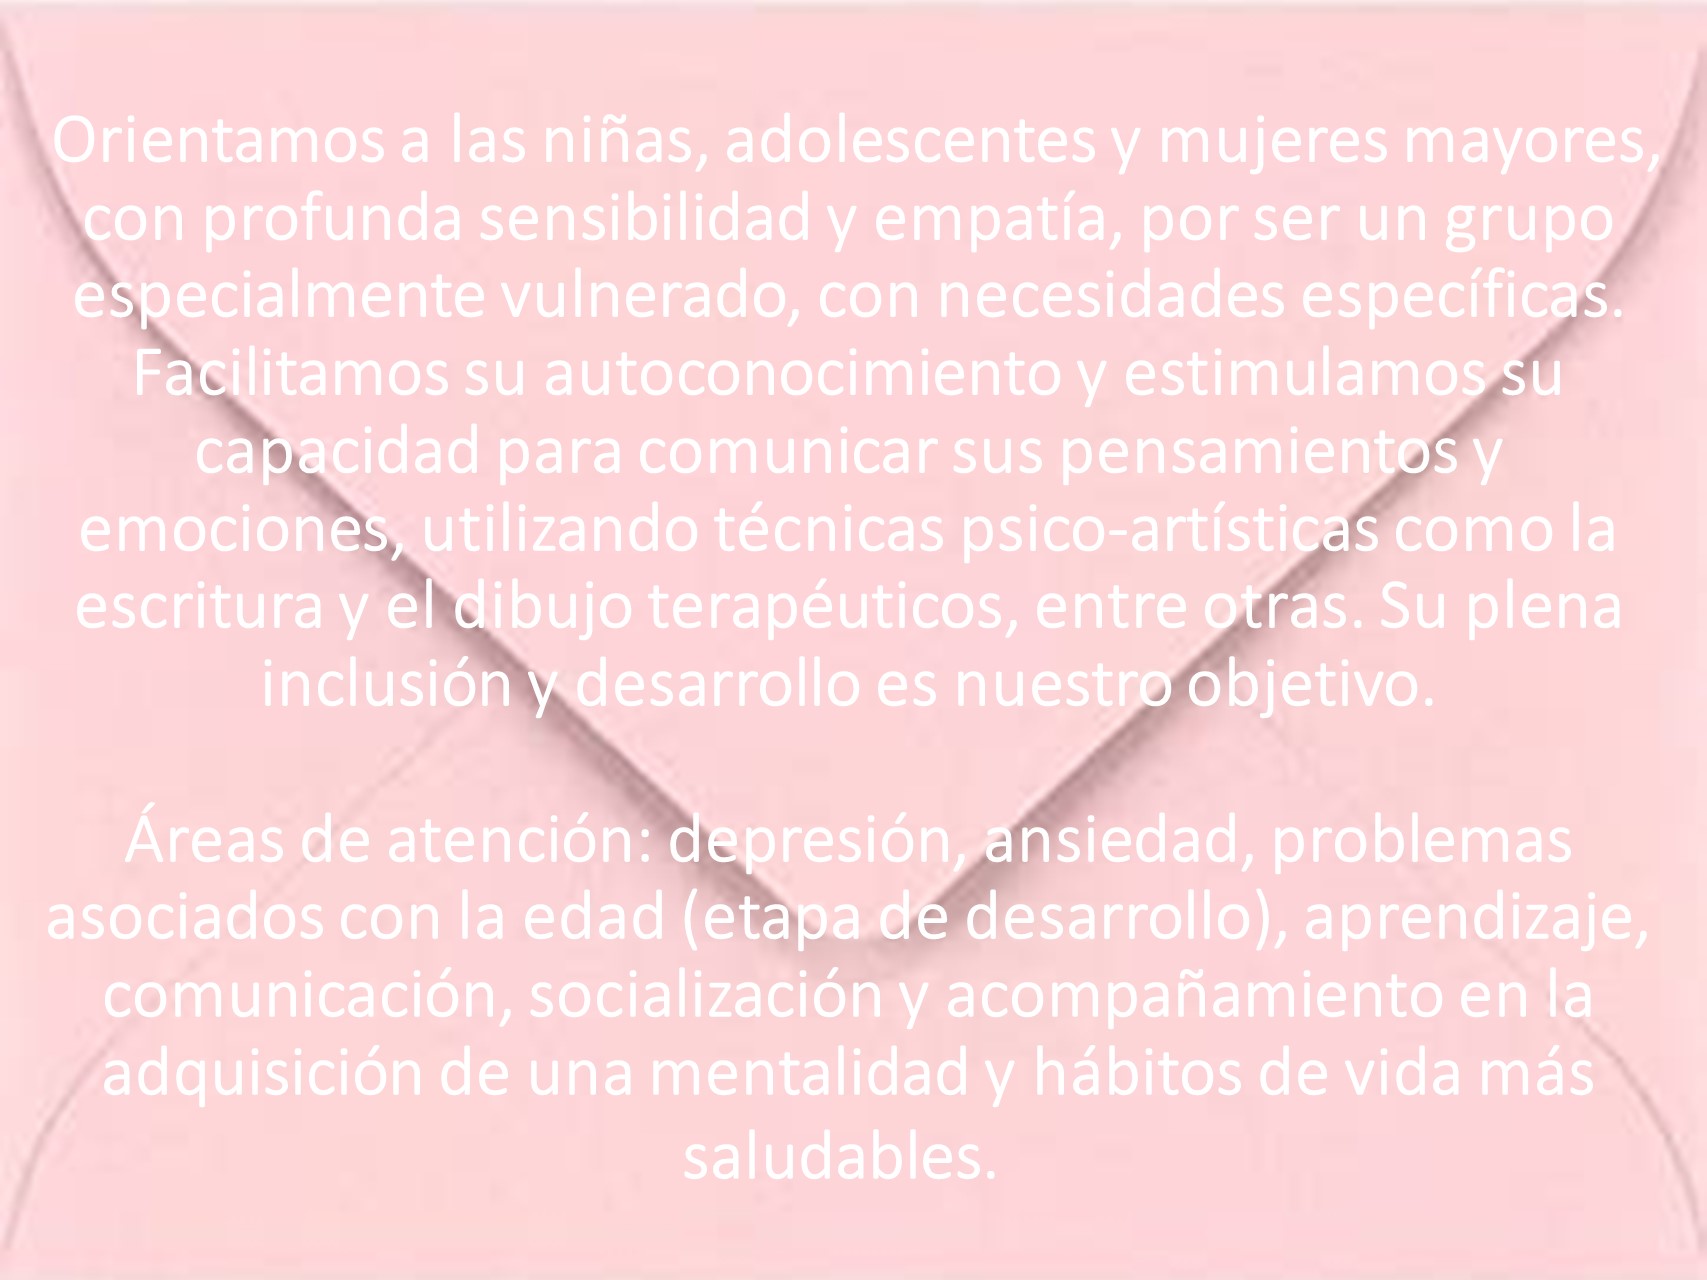 Orientamos a las niñas, adolescentes y mujeres mayores,
con profunda sensibilidad y empatía, por ser un grupo
especialmente vulnerado, con necesidades específicas.
Facilitamos su autoconocimiento y estimulamos su
capacidad para comunicar sus pensamientos y
emociones, utilizando técnicas psico-artísticas como la
escritura y el dibujo terapéuticos, entre otras. Su plena
inclusión y desarrollo es nuestro objetivo.
Áreas de atención: depresión, ansiedad, problemas
asociados con la edad (etapa de desarrollo), aprendizaje,
comunicación, socialización y acompañamiento en la
adquisición de una mentalidad y hábitos de vida más
saludables.